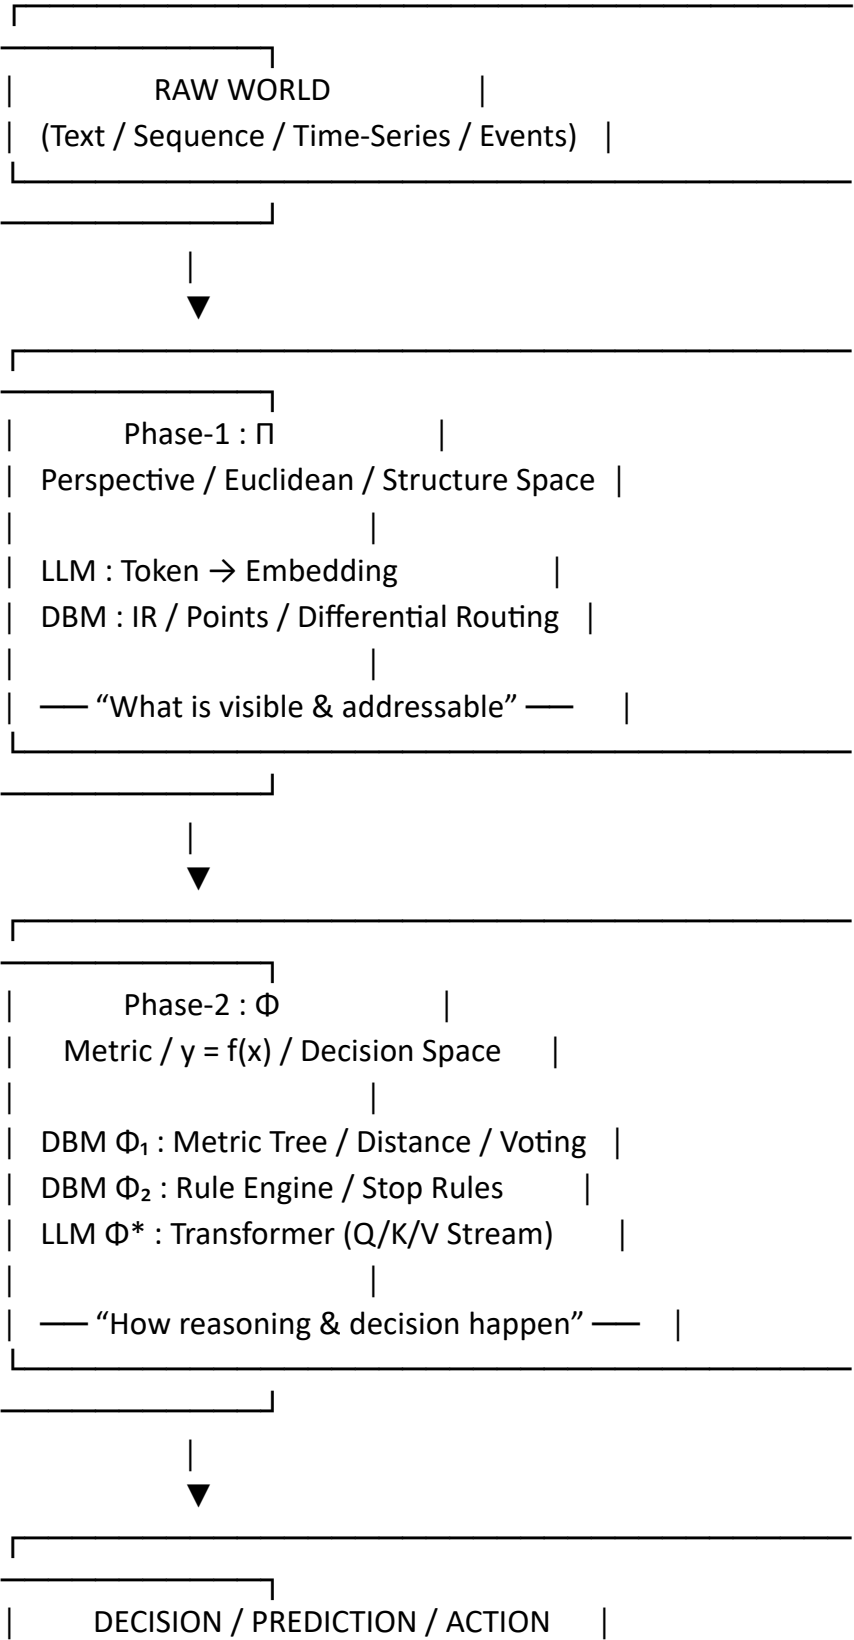 ┌──────────────────────────────────────────
─────────────┐
│ RAW WORLD │
│ (Text / Sequence / Time-Series / Events) │
└──────────────────────────────────────────
─────────────┘
│
▼
┌──────────────────────────────────────────
─────────────┐
│ Phase-1 : Π │
│ Perspective / Euclidean / Structure Space │
│ │
│ LLM : Token → Embedding │
│ DBM : IR / Points / Differential Routing │
│ │
│ ── “What is visible & addressable” ── │
└──────────────────────────────────────────
─────────────┘
│
▼
┌──────────────────────────────────────────
─────────────┐
│ Phase-2 : Φ │
│ Metric / y = f(x) / Decision Space │
│ │
│ DBM Φ₁ : Metric Tree / Distance / Voting │
│ DBM Φ₂ : Rule Engine / Stop Rules │
│ LLM Φ* : Transformer (Q/K/V Stream) │
│ │
│ ── “How reasoning & decision happen” ── │
└──────────────────────────────────────────
─────────────┘
│
▼
┌──────────────────────────────────────────
─────────────┐
│ DECISION / PREDICTION / ACTION │